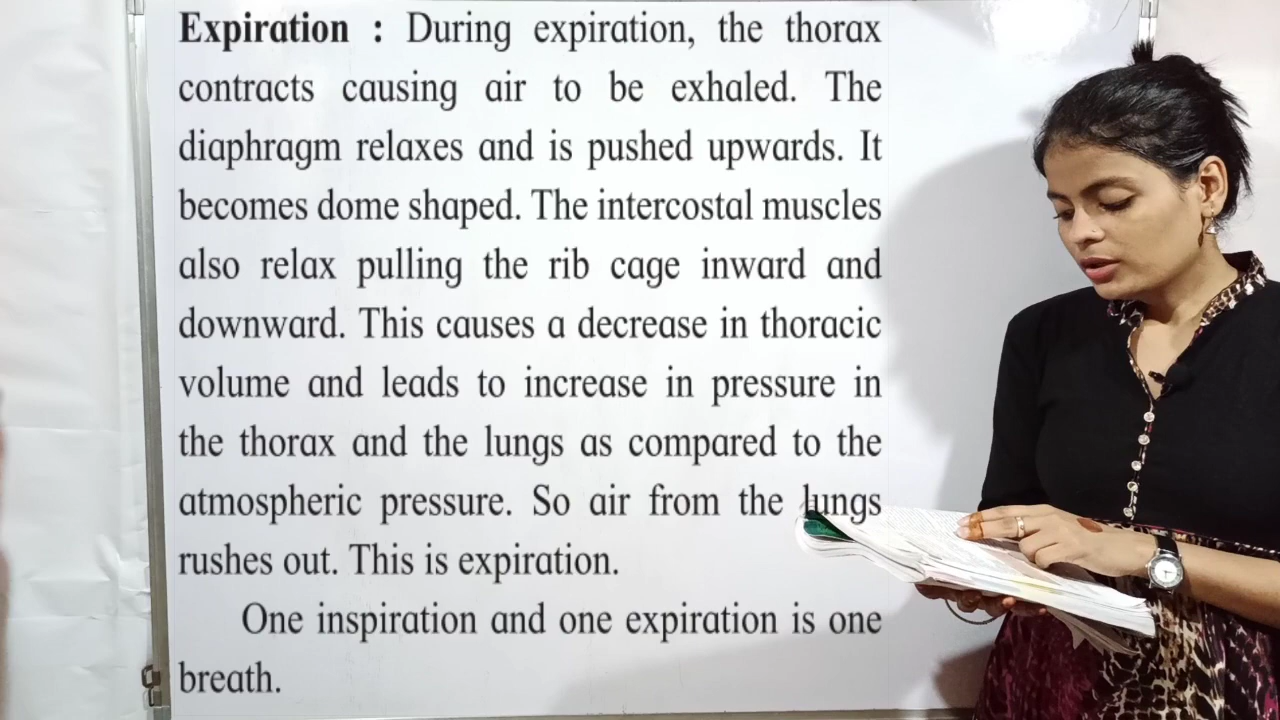 Expiration : During expiration, the thorax
contracts causing air to be exhaled. The
diaphragm relaxes and is pushed upwards. It
becomes dome shaped. The intercostal muscles
also relax pulling the rib cage inward and
downward. This causes a decrease in thoracic
volume and leads to increase in pressure in
the thorax and the lungs as compared to the
atmospheric pressure. So air from the lungs
rushes out. This is expiration.
One inspiration and one expiration is one
breath.